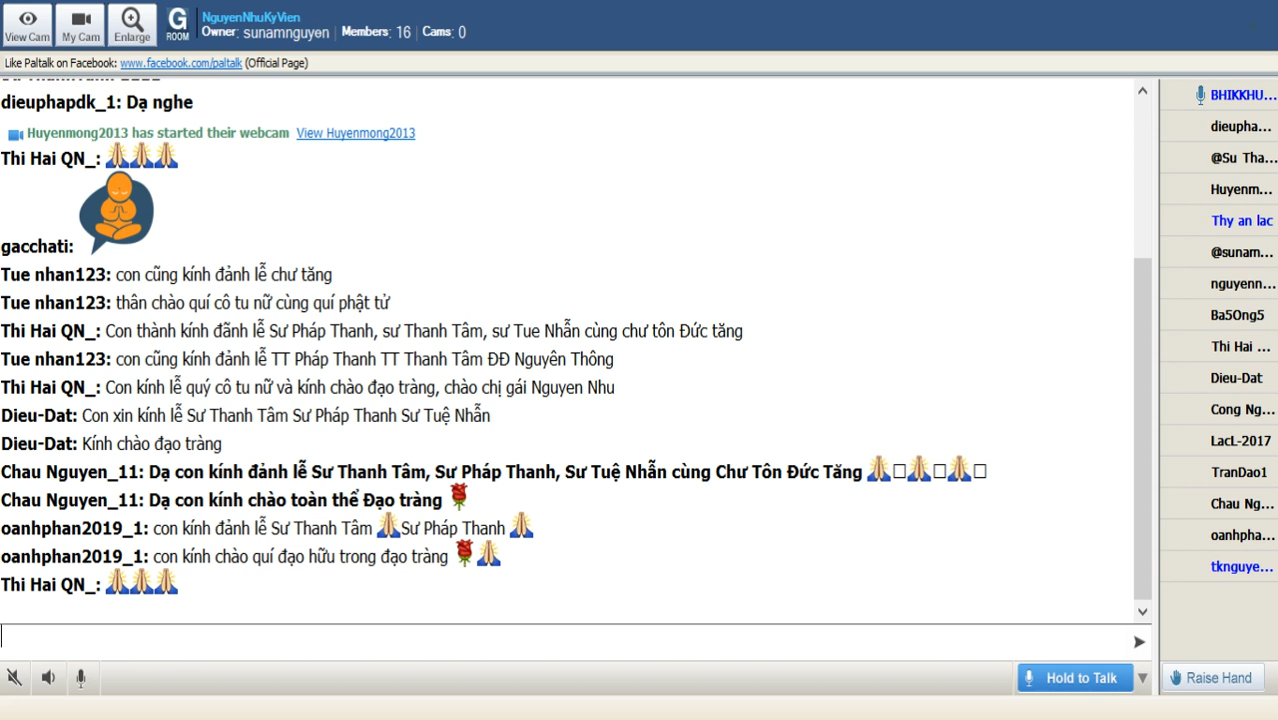 View Cam
My Cam
Enlarge
G
ROOM
NguyenNhuKyVien
Owner: sunamnguyen | Members: 16 | Cams: 0
Like Paltalk on Facebook: www.facebook.com/paltalk (Official Page)
dieuphapdk_1: Dạ nghe
Huyenmong2013 has started their webcam View Huyenmong2013
Thi Hai QN_: 🙏🙏🙏
gacchati:
Tue nhan123: con cũng kính đảnh lễ chư tăng
Tue nhan123: thân chào quí cô tu nữ cùng quí phật tử
Thi Hai QN_: Con thành kính đãnh lễ Sư Pháp Thanh, sư Thanh Tâm, sư Tue Nhẫn cùng chư tôn Đức tăng
Tue nhan123: con cũng kính đảnh lễ TT Pháp Thanh TT Thanh Tâm ĐĐ Nguyên Thông
Thi Hai QN_: Con kính lễ quý cô tu nữ và kính chào đạo tràng, chào chị gái Nguyen Nhu
Dieu-Dat: Con xin kính lễ Sư Thanh Tâm Sư Pháp Thanh Sư Tuệ Nhẫn
Dieu-Dat: Kính chào đạo tràng
Chau Nguyen_11: Dạ con kính đảnh lễ Sư Thanh Tâm, Sư Pháp Thanh, Sư Tuệ Nhẫn cùng Chư Tôn Đức Tăng 🙏□🙏□🙏□
Chau Nguyen_11: Dạ con kính chào toàn thể Đạo tràng 🌹
oanhphan2019_1: con kính đảnh lễ Sư Thanh Tâm 🙏Sư Pháp Thanh 🙏
oanhphan2019_1: con kính chào quí đạo hữu trong đạo tràng 🌹🙏
Thi Hai QN_: 🙏🙏🙏
Hold to Talk
BHIKKHU...
dieupha...
@Su Tha...
Huyenm...
Thy an lac
@sunam...
nguyenn...
Ba5Ong5
Thi Hai ...
Dieu-Dat
Cong Ng...
LacL-2017
TranDao1
Chau Ng...
oanhpha...
tknguye...
Raise Hand